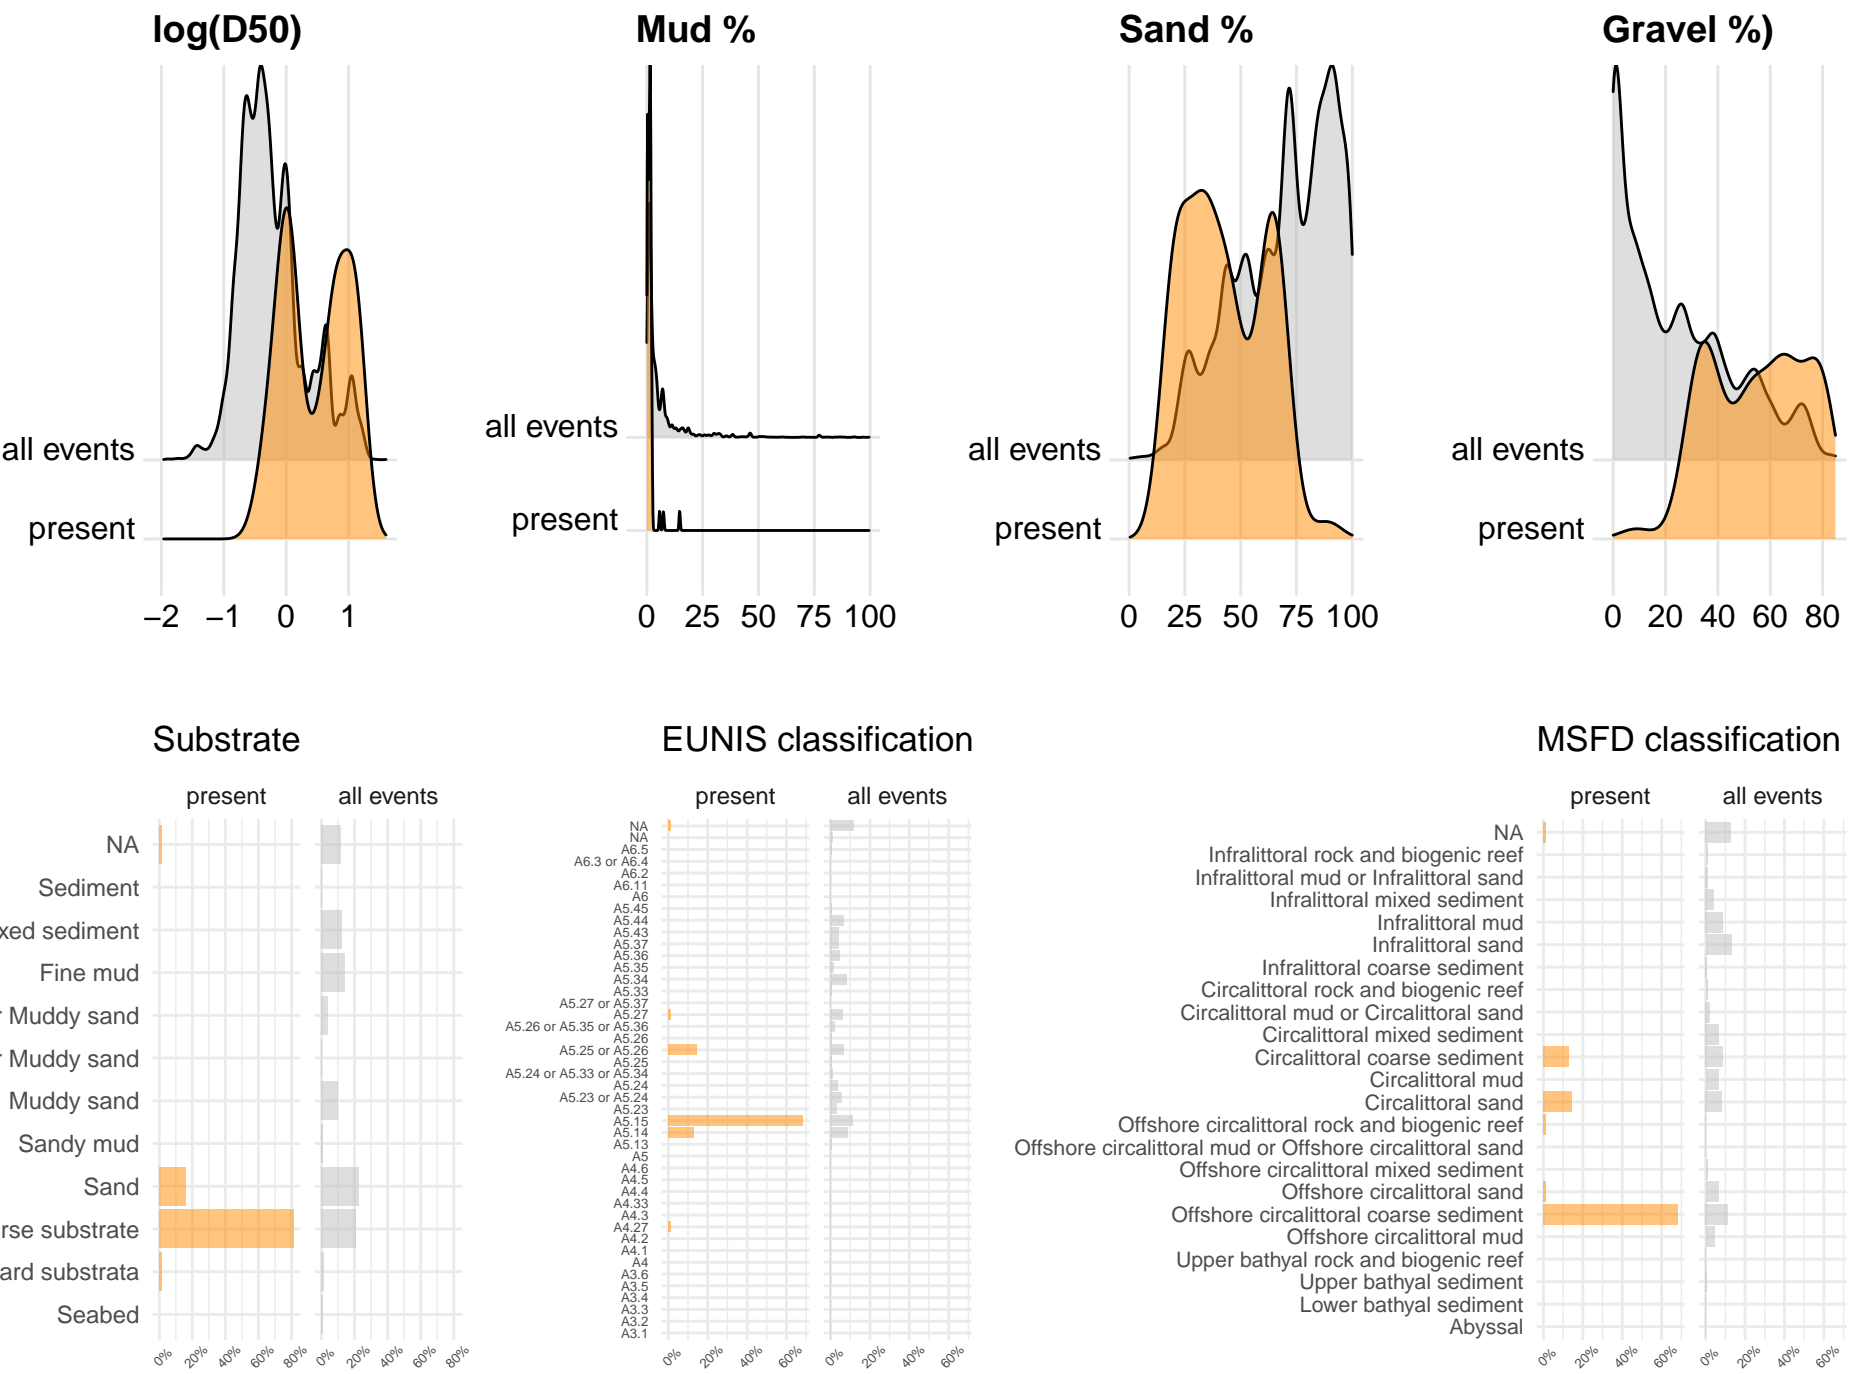 log(D50)
Mud %
Sand %
Gravel %)
all events
present
−2 −1 0 1
all events
present
0 25 50 75 100
all events
present
0 25 50 75 100
all events
present
0 20 40 60 80
Substrate
present all events
NA
Sediment
xed sediment
Fine mud
Muddy sand
Muddy sand
Muddy sand
Sandy mud
Sand
rse substrate
ard substrata
Seabed
0% 20% 40% 60% 80% 0% 20% 40% 60% 80%
EUNIS classification
present all events
NA
NA
A6.5
A6.3 or A6.4
A6.2
A6.11
A6
A5.45
A5.44
A5.43
A5.37
A5.36
A5.35
A5.34
A5.33
A5.27 or A5.37
A5.27
A5.26 or A5.35 or A5.36
A5.26
A5.25 or A5.26
A5.25
A5.24 or A5.33 or A5.34
A5.24
A5.23 or A5.24
A5.23
A5.15
A5.14
A5.13
A5
A4.6
A4.5
A4.4
A4.33
A4.3
A4.27
A4.2
A4.1
A4
A3.6
A3.5
A3.4
A3.3
A3.2
A3.1
0% 20% 40% 60% 0% 20% 40% 60%
MSFD classification
present all events
NA
Infralittoral rock and biogenic reef
Infralittoral mud or Infralittoral sand
Infralittoral mixed sediment
Infralittoral mud
Infralittoral sand
Infralittoral coarse sediment
Circalittoral rock and biogenic reef
Circalittoral mud or Circalittoral sand
Circalittoral mixed sediment
Circalittoral coarse sediment
Circalittoral mud
Circalittoral sand
Offshore circalittoral rock and biogenic reef
Offshore circalittoral mud or Offshore circalittoral sand
Offshore circalittoral mixed sediment
Offshore circalittoral sand
Offshore circalittoral coarse sediment
Offshore circalittoral mud
Upper bathyal rock and biogenic reef
Upper bathyal sediment
Lower bathyal sediment
Abyssal
0% 20% 40% 60% 0% 20% 40% 60%